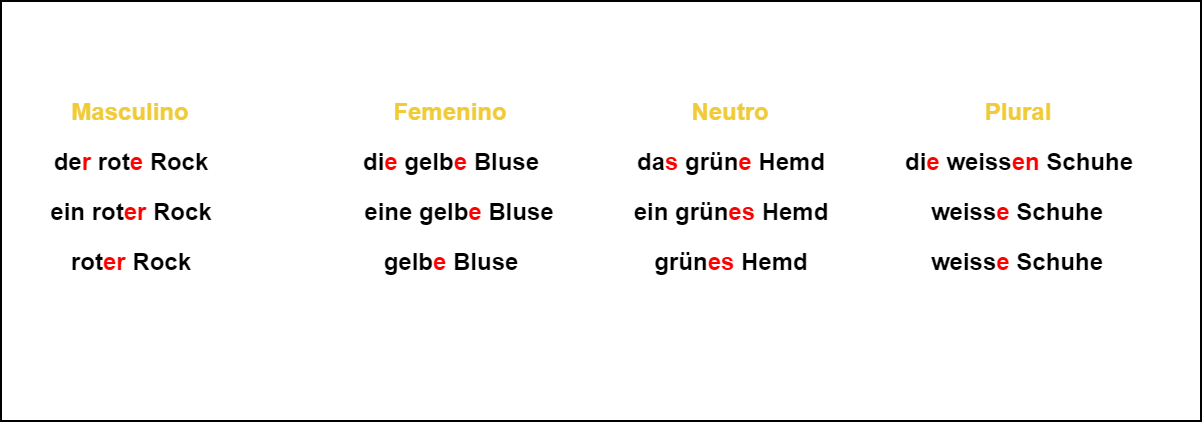 Masculino Femenino Neutro Plural
der rote Rock die gelbe Bluse das grüne Hemd die weissen Schuhe
ein roter Rock eine gelbe Bluse ein grünes Hemd weisse Schuhe
roter Rock gelbe Bluse grünes Hemd weisse Schuhe